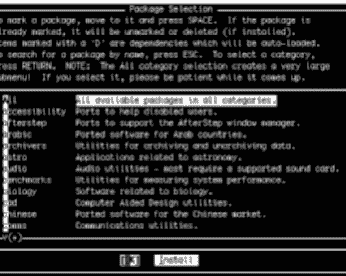 Package Selection
To mark a package, move to it and press SPACE. If the package is
already marked, it will be unmarked or deleted (if installed).
Items marked with a 'D' are dependencies which will be auto-loaded.
To search for a package by name, press ESC. To select a category,
press RETURN. NOTE: The All category selection creates a very large
submenu! If you select it, please be patient while it comes up.
All All available packages in all categories.
accessibility Ports to help disabled users.
afterstep Ports to support the AfterStep window manager.
arabic Ported software for Arab countries.
archivers Utilities for archiving and unarchiving data.
astro Applications related to astronomy.
audio Audio utilities - most require a supported sound card.
benchmarks Utilities for measuring system performance.
biology Software related to biology.
cad Computer Aided Design utilities.
chinese Ported software for the Chinese market.
comms Communications utilities.
Install